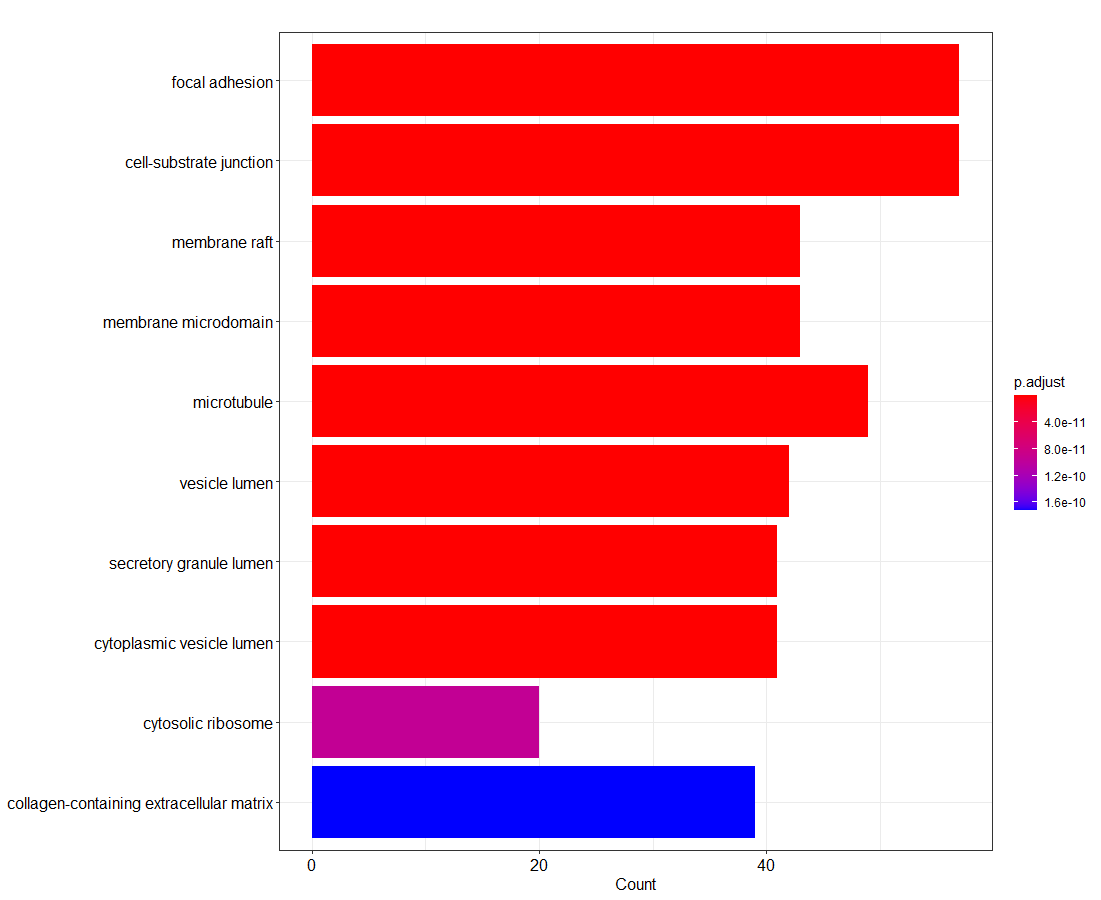 focal adhesion
cell-substrate junction
membrane raft
membrane microdomain
microtubule
vesicle lumen
secretory granule lumen
cytoplasmic vesicle lumen
cytosolic ribosome
collagen-containing extracellular matrix
0 20 40
Count
p.adjust
4.0e-11
8.0e-11
1.2e-10
1.6e-10